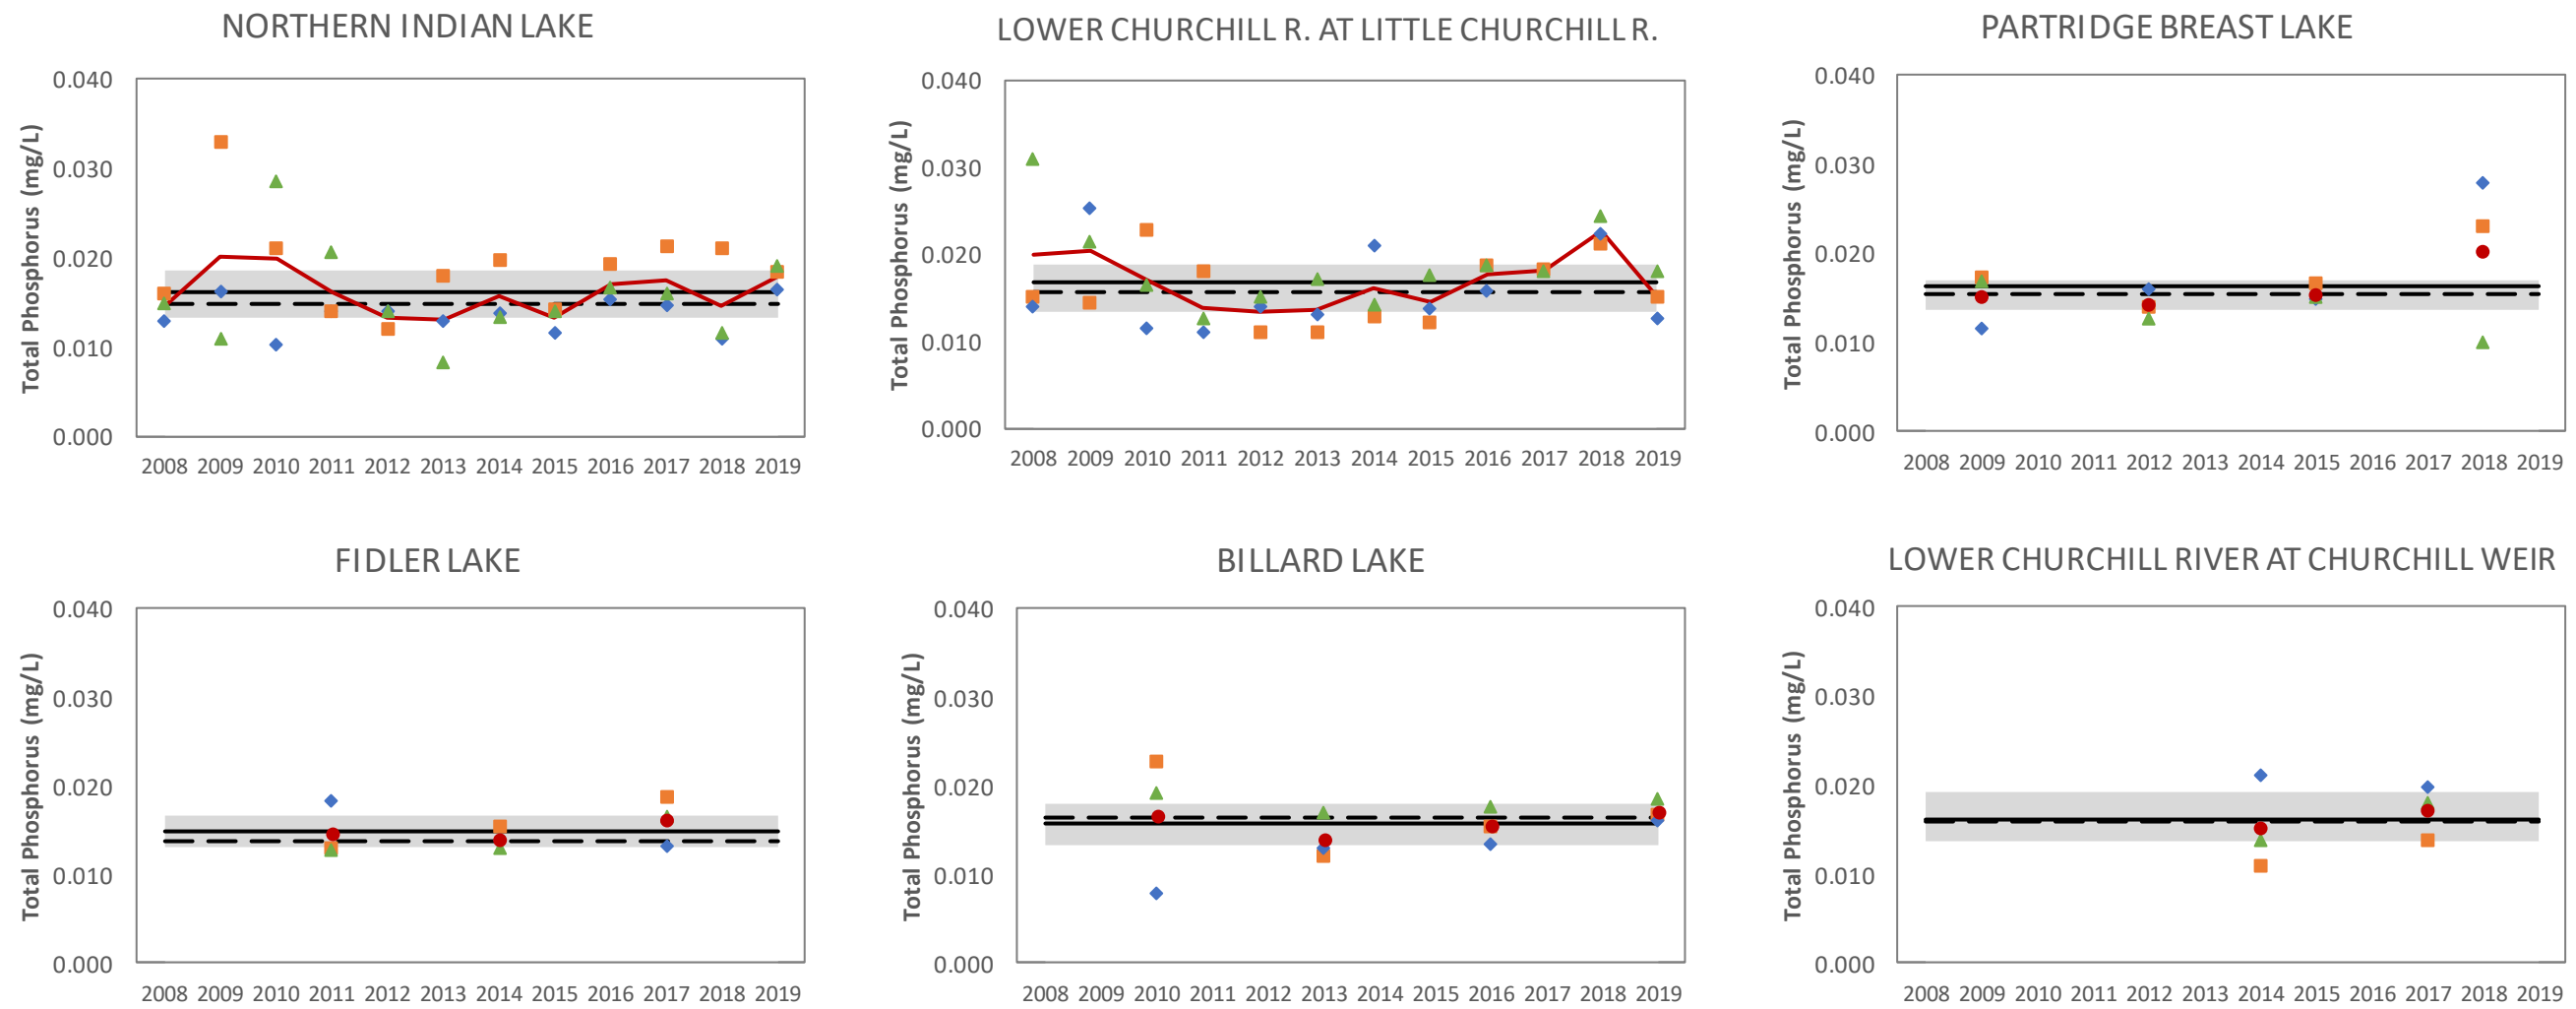 NORTHERN INDIAN LAKE
Total Phosphorus (mg/L)
0.040
0.030
0.020
0.010
0.000
2008 2009 2010 2011 2012 2013 2014 2015 2016 2017 2018 2019
LOWER CHURCHILL R. AT LITTLE CHURCHILL R.
Total Phosphorus (mg/L)
0.040
0.030
0.020
0.010
0.000
2008 2009 2010 2011 2012 2013 2014 2015 2016 2017 2018 2019
PARTRIDGE BREAST LAKE
Total Phosphorus (mg/L)
0.040
0.030
0.020
0.010
0.000
2008 2009 2010 2011 2012 2013 2014 2015 2016 2017 2018 2019
FIDLER LAKE
Total Phosphorus (mg/L)
0.040
0.030
0.020
0.010
0.000
2008 2009 2010 2011 2012 2013 2014 2015 2016 2017 2018 2019
BILLARD LAKE
Total Phosphorus (mg/L)
0.040
0.030
0.020
0.010
0.000
2008 2009 2010 2011 2012 2013 2014 2015 2016 2017 2018 2019
LOWER CHURCHILL RIVER AT CHURCHILL WEIR
Total Phosphorus (mg/L)
0.040
0.030
0.020
0.010
0.000
2008 2009 2010 2011 2012 2013 2014 2015 2016 2017 2018 2019